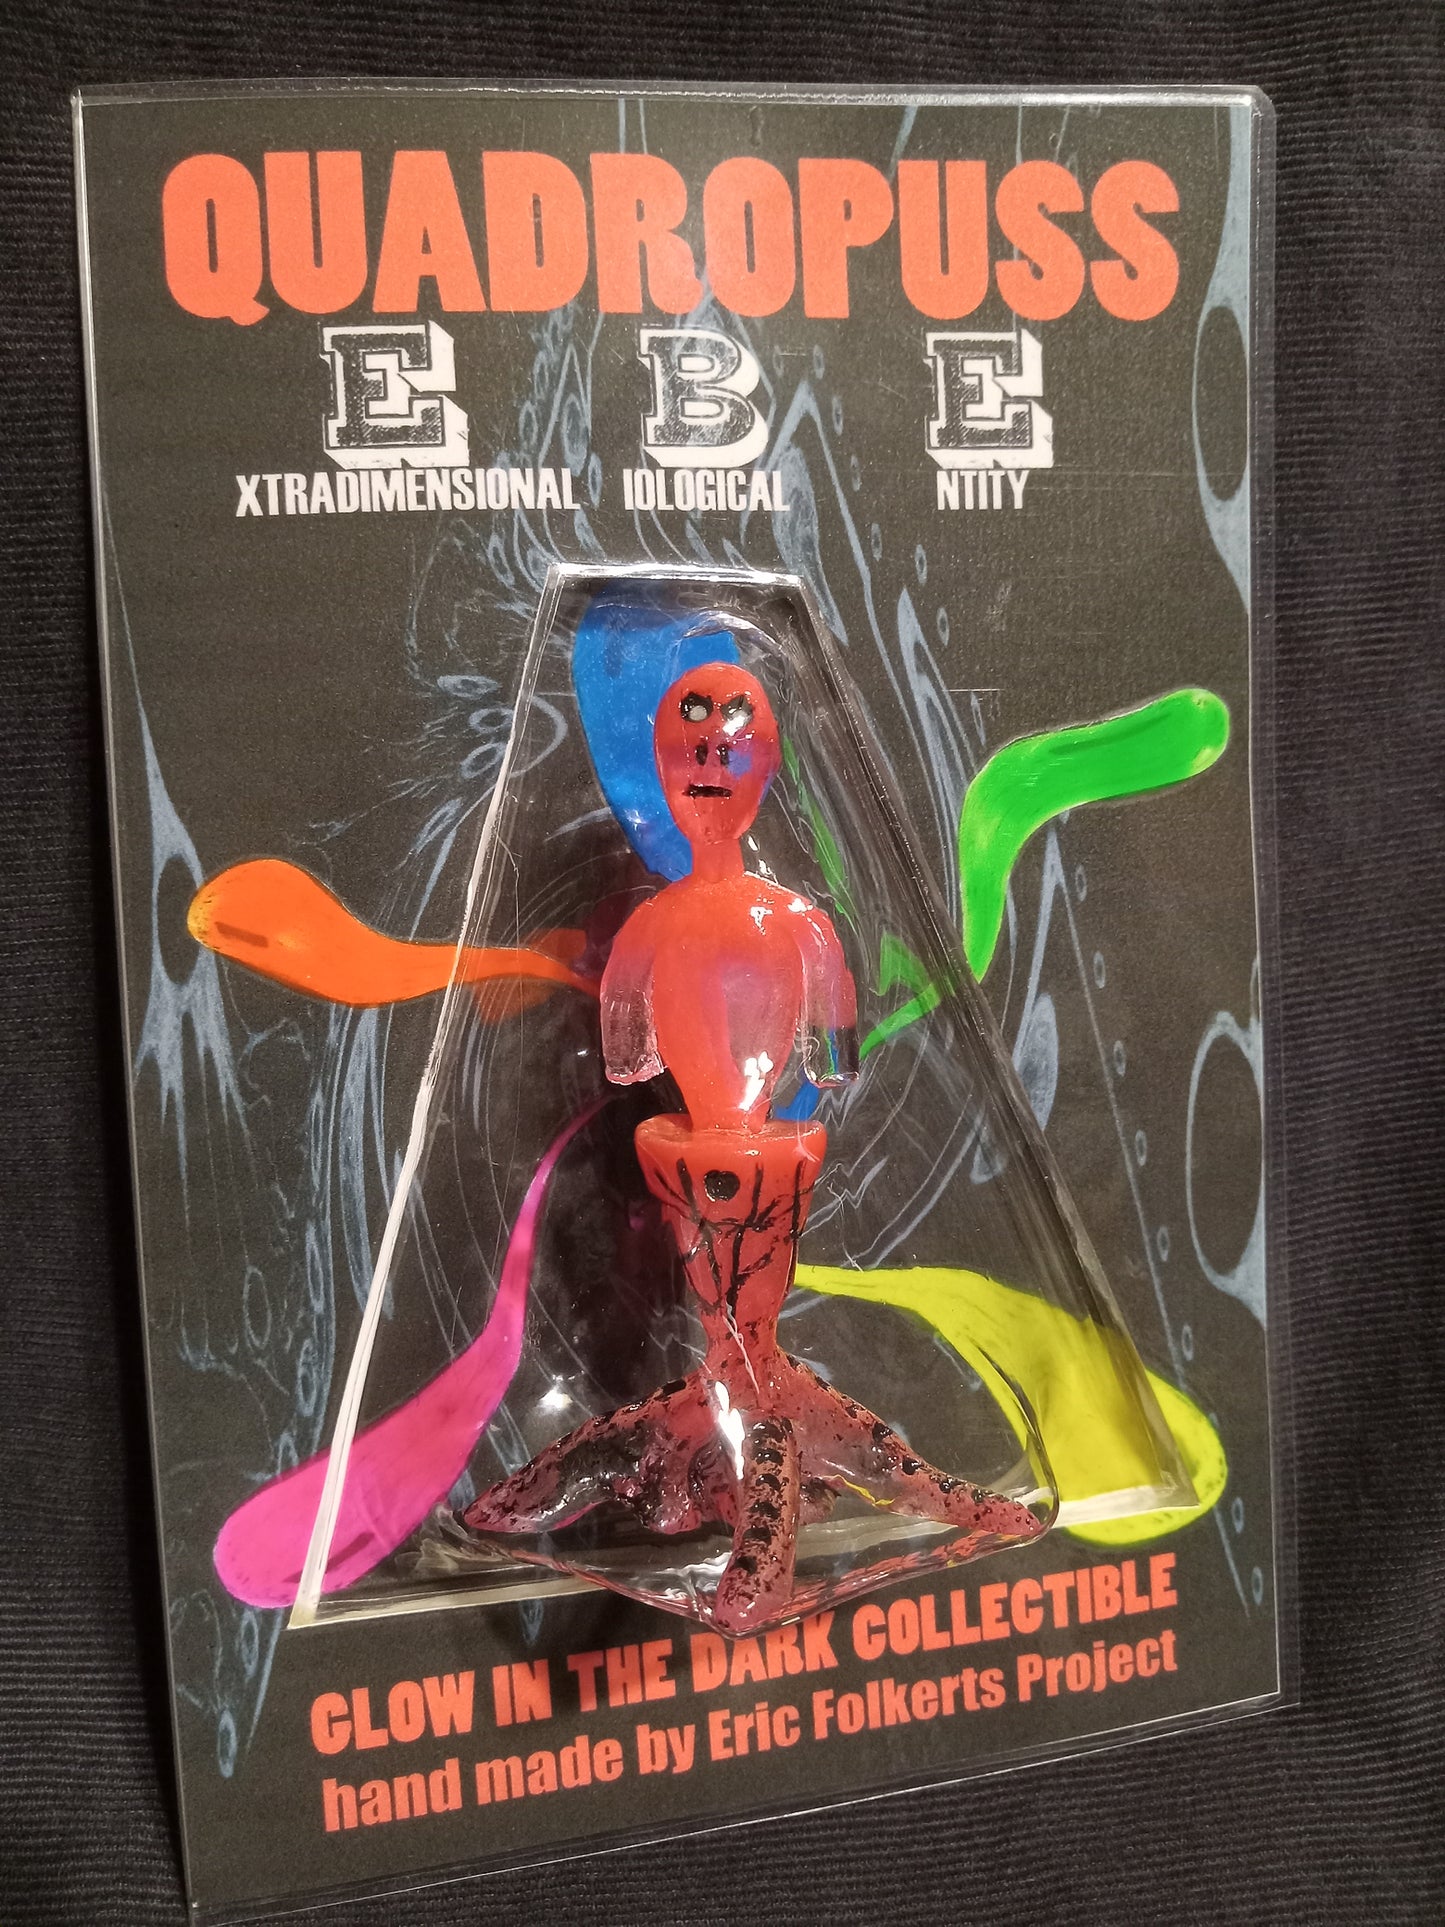 QUADROPUSS
E B E
XTRADIMENSIONAL IOLOGICAL NTITY
GLOW IN THE DARK COLLECTIBLE
hand made by Eric Folkerts Project